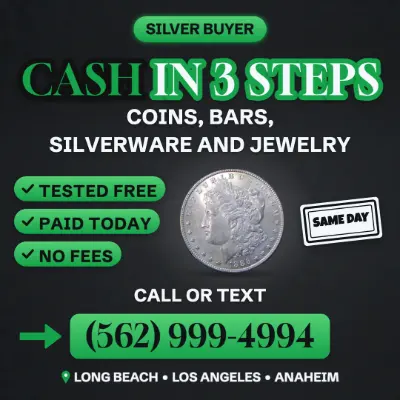 SILVER BUYER
CASH IN 3 STEPS
COINS, BARS,
SILVERWARE AND JEWELRY
✓ TESTED FREE
✓ PAID TODAY
✓ NO FEES
SAME DAY
CALL OR TEXT
(562) 999-4994
LONG BEACH • LOS ANGELES • ANAHEIM